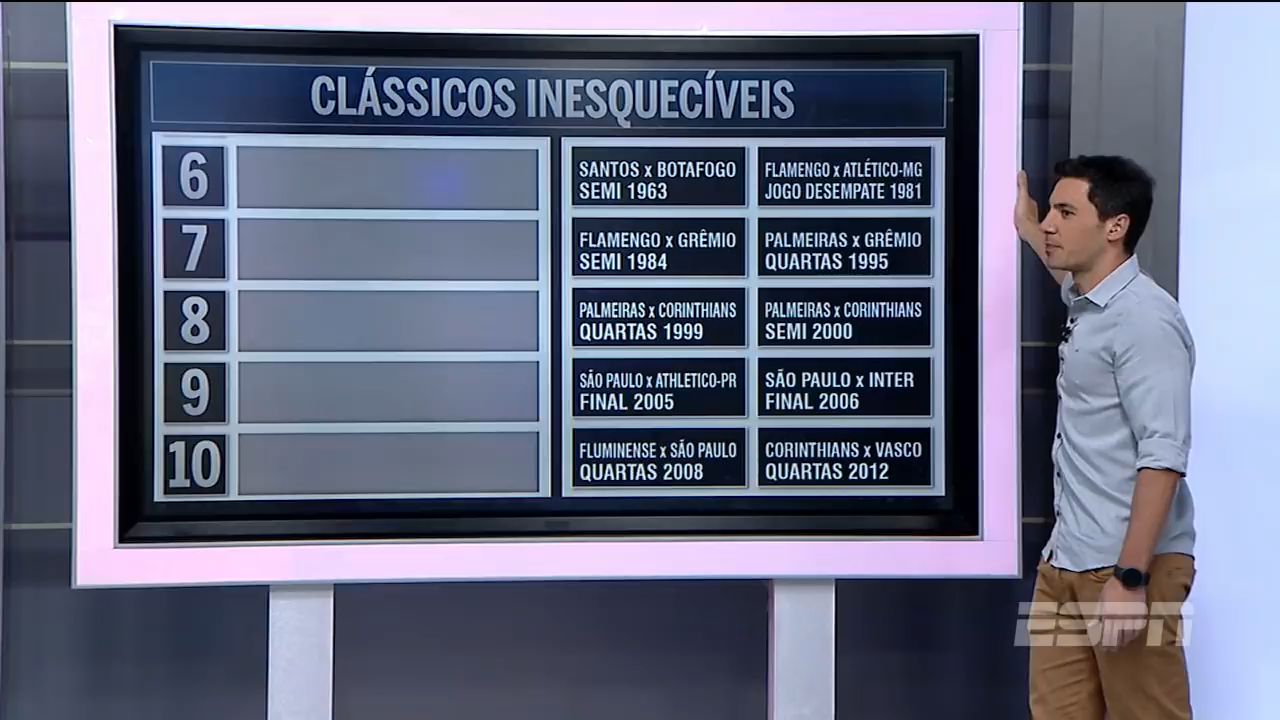 CLÁSSICOS INESQUECÍVEIS
6
7
8
9
10
SANTOS x BOTAFOGO
SEMI 1963
FLAMENGO x ATLÉTICO-MG
JOGO DESEMPATE 1981
FLAMENGO x GRÊMIO
SEMI 1984
PALMEIRAS x GRÊMIO
QUARTAS 1995
PALMEIRAS x CORINTHIANS
QUARTAS 1999
PALMEIRAS x CORINTHIANS
SEMI 2000
SÃO PAULO x ATHLETICO-PR
FINAL 2005
SÃO PAULO x INTER
FINAL 2006
FLUMINENSE x SÃO PAULO
QUARTAS 2008
CORINTHIANS x VASCO
QUARTAS 2012
ESPN